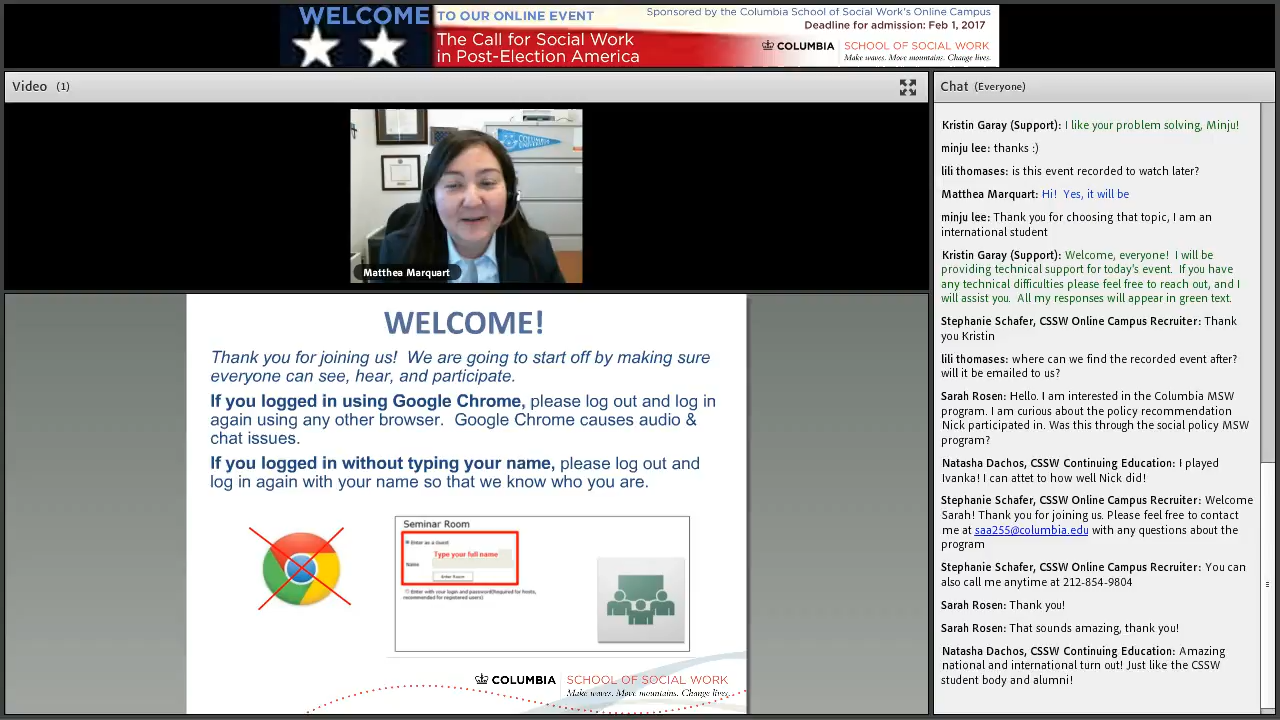 WELCOME TO OUR ONLINE EVENT
The Call for Social Work
in Post-Election America
Sponsored by the Columbia School of Social Work's Online Campus
Deadline for admission: Feb 1, 2017
COLUMBIA SCHOOL OF SOCIAL WORK
Make waves. Move mountains. Change lives.
Video (1)
Matthea Marquart
WELCOME!
Thank you for joining us! We are going to start off by making sure
everyone can see, hear, and participate.
If you logged in using Google Chrome, please log out and log in
again using any other browser. Google Chrome causes audio &
chat issues.
If you logged in without typing your name, please log out and
log in again with your name so that we know who you are.
Seminar Room
Enter as a Guest
Type your full name
Name
Enter Room
Enter with your login and password(Required for hosts,
recommended for registered users)
COLUMBIA SCHOOL OF SOCIAL WORK
Make waves. Move mountains. Change lives.
Chat (Everyone)
Kristin Garay (Support): I like your problem solving, Minju!
minju lee: thanks :)
lili thomases: is this event recorded to watch later?
Matthea Marquart: Hi! Yes, it will be
minju lee: Thank you for choosing that topic, I am an
international student
Kristin Garay (Support): Welcome, everyone! I will be
providing technical support for today's event. If you have
any technical difficulties please feel free to reach out, and I
will assist you. All my responses will appear in green text.
Stephanie Schafer, CSSW Online Campus Recruiter: Thank
you Kristin
lili thomases: where can we find the recorded event after?
will it be emailed to us?
Sarah Rosen: Hello, I am interested in the Columbia MSW
program. I am curious about the policy recommendation
Nick participated in. Was this through the social policy MSW
program?
Natasha Dachos, CSSW Continuing Education: I played
Ivanka! I can attet to how well Nick did!
Stephanie Schafer, CSSW Online Campus Recruiter: Welcome
Sarah! Thank you for joining us. Please feel free to contact
me at saa255@columbia.edu with any questions about the
program
Stephanie Schafer, CSSW Online Campus Recruiter: You can
also call me anytime at 212-854-9804
Sarah Rosen: Thank you!
Sarah Rosen: That sounds amazing, thank you!
Natasha Dachos, CSSW Continuing Education: Amazing
national and international turn out! Just like the CSSW
student body and alumni!